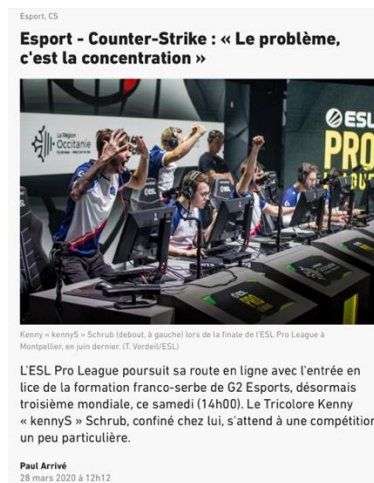 Esport, CS
Esport - Counter-Strike : « Le problème,
c'est la concentration »
La Région
Occitanie
ESL
PRO
Kenny « kennyS » Schrub (debout, à gauche) lors de la finale de l'ESL Pro League à
Montpellier, en juin dernier. (T. Verdeil/ESL)
L'ESL Pro League poursuit sa route en ligne avec l'entrée en
lice de la formation franco-serbe de G2 Esports, désormais
troisième mondiale, ce samedi (14h00). Le Tricolore Kenny
« kennyS » Schrub, confiné chez lui, s'attend à une compétition
un peu particulière.
Paul Arrivé
28 mars 2020 à 12h12